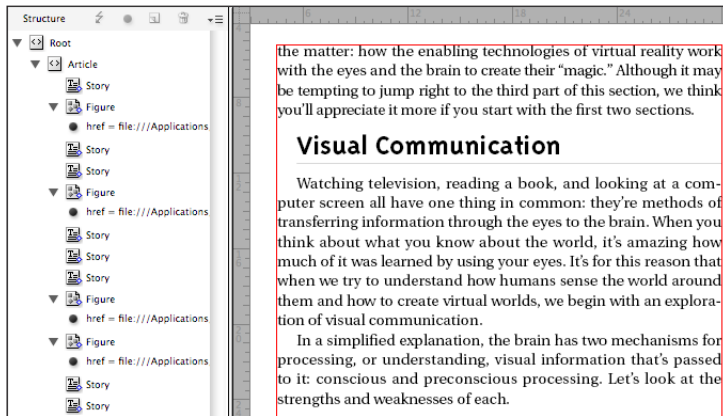 Structure
Root
Article
Story
Figure
href = file:///Applications
Story
Story
Figure
href = file:///Applications
Story
Story
Story
Figure
href = file:///Applications
Figure
href = file:///Applications
Story
Story
6 12 18 24
the matter: how the enabling technologies of virtual reality work
with the eyes and the brain to create their “magic.” Although it may
be tempting to jump right to the third part of this section, we think
you’ll appreciate it more if you start with the first two sections.
Visual Communication
Watching television, reading a book, and looking at a com-
puter screen all have one thing in common: they’re methods of
transferring information through the eyes to the brain. When you
think about what you know about the world, it’s amazing how
much of it was learned by using your eyes. It’s for this reason that
when we try to understand how humans sense the world around
them and how to create virtual worlds, we begin with an explora-
tion of visual communication.
In a simplified explanation, the brain has two mechanisms for
processing, or understanding, visual information that’s passed
to it: conscious and preconscious processing. Let’s look at the
strengths and weaknesses of each.